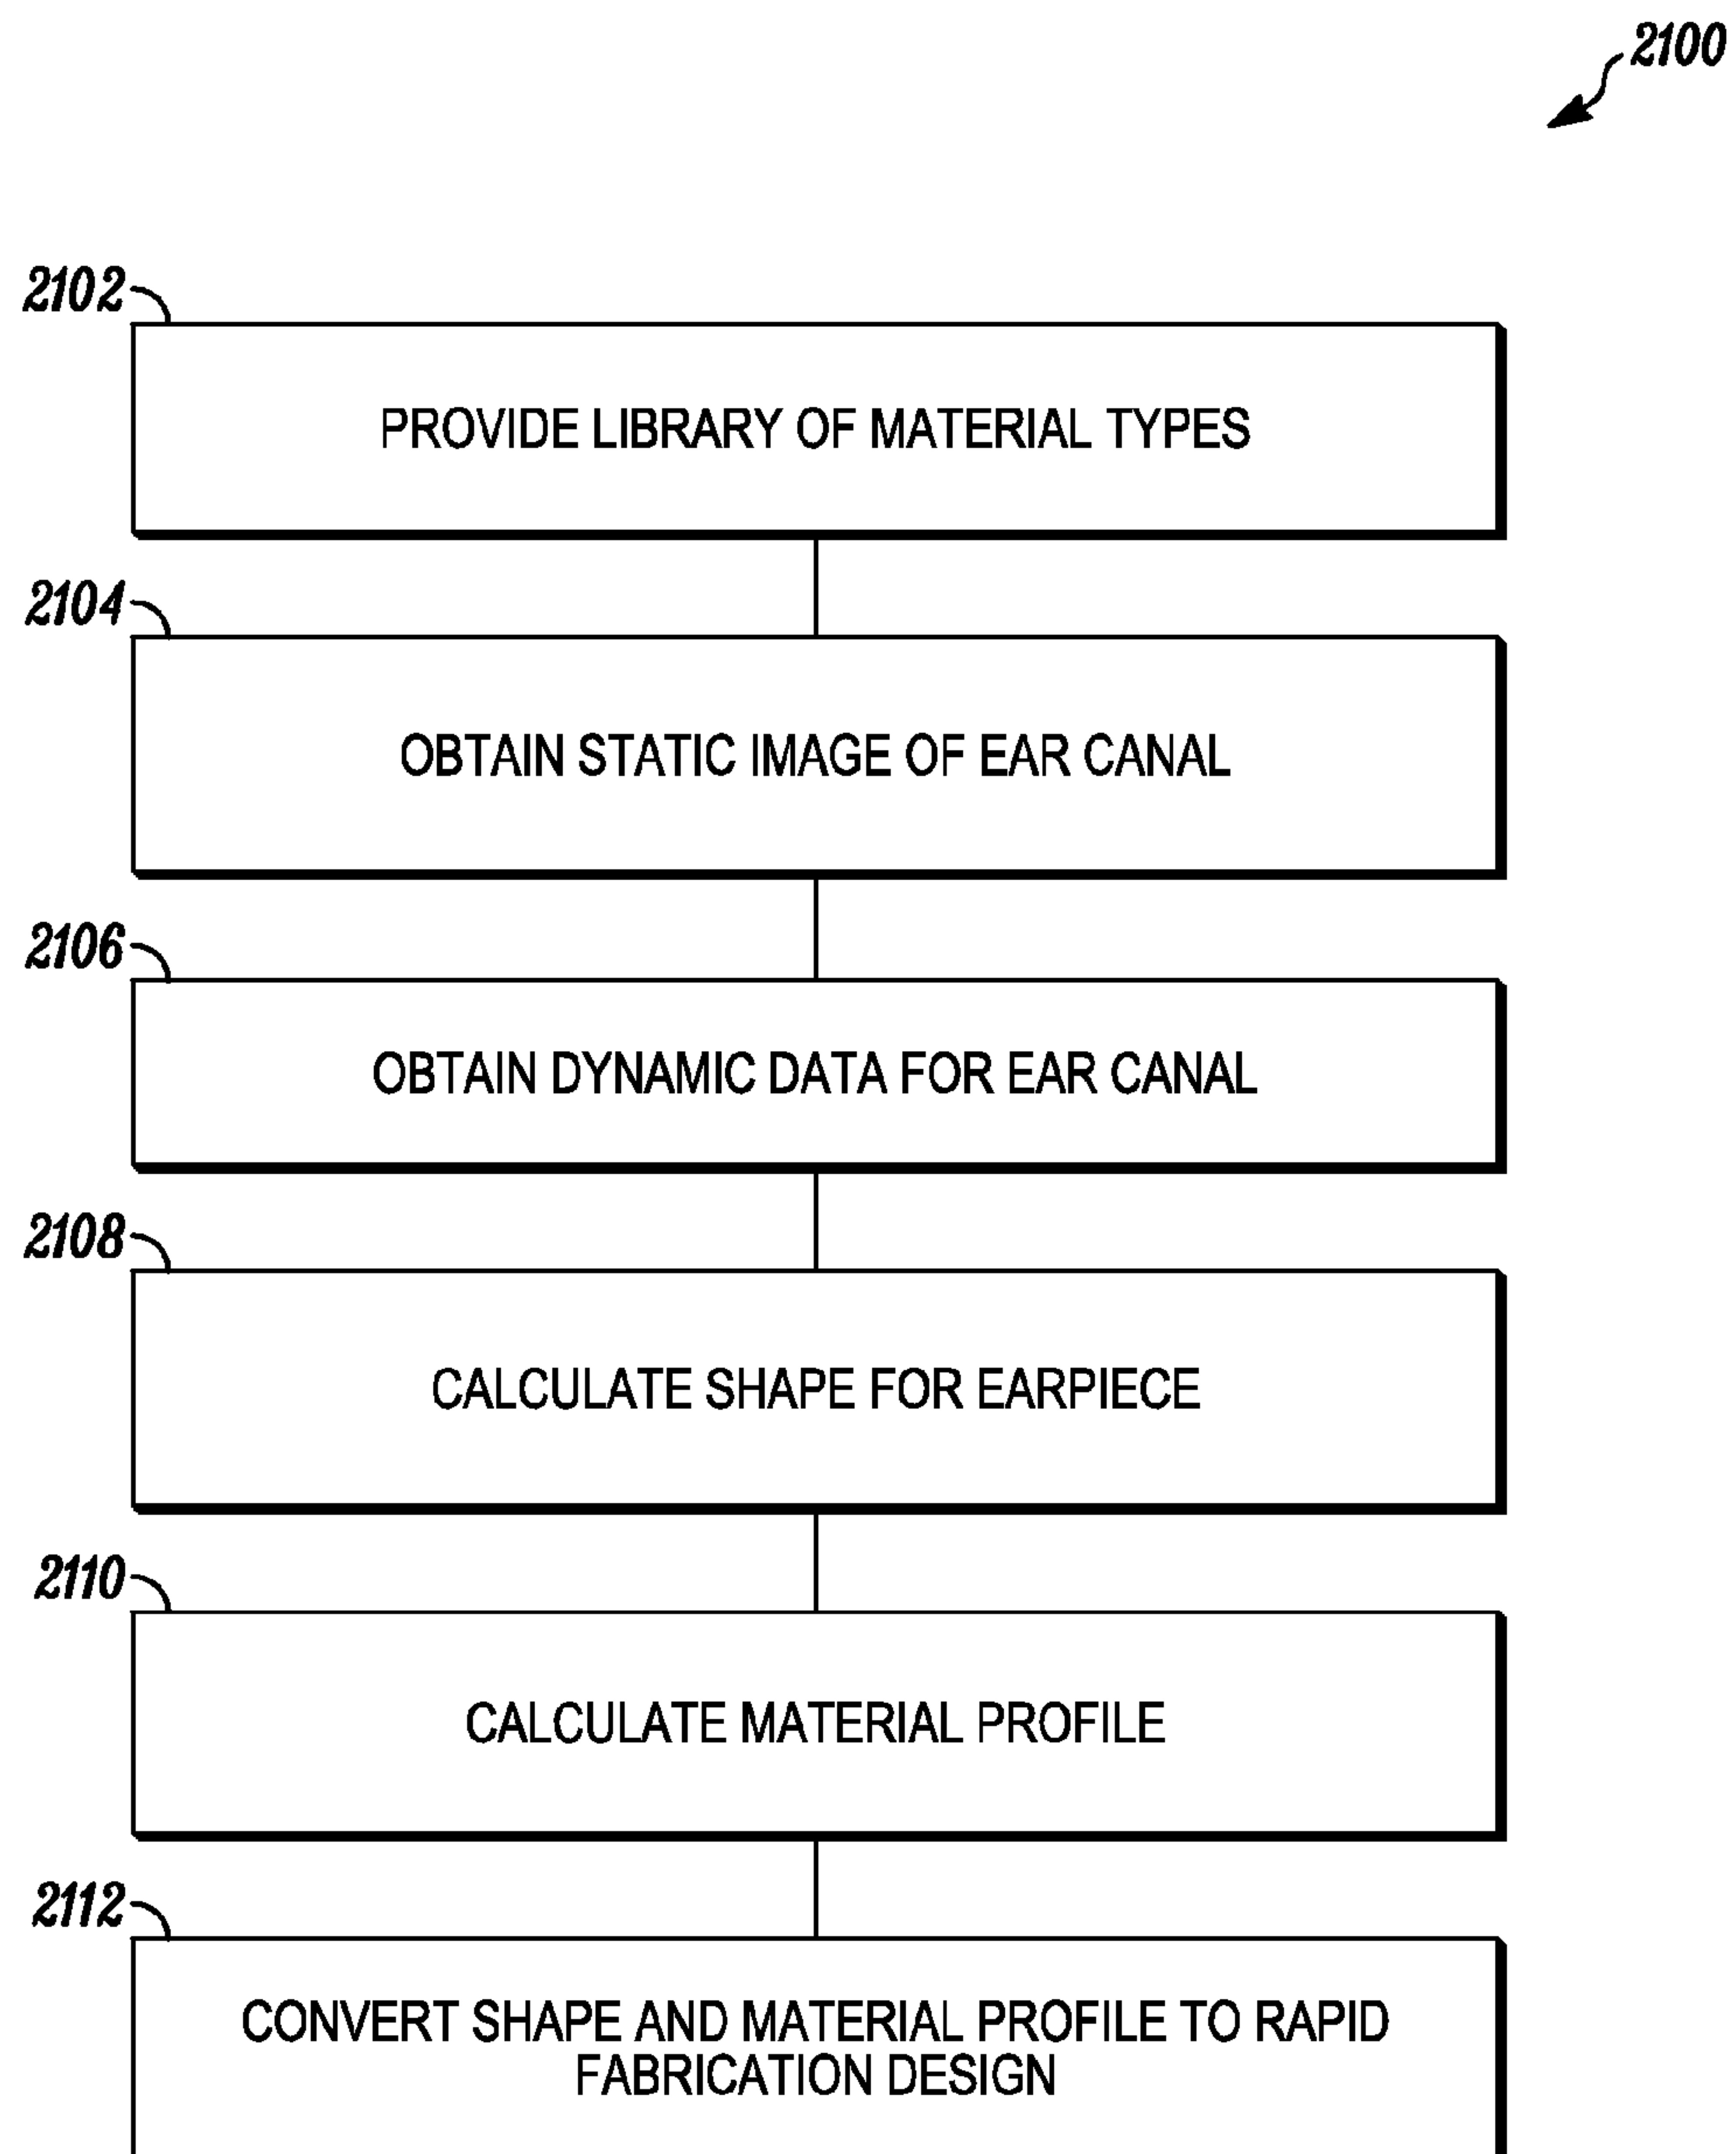 2100
2102
PROVIDE LIBRARY OF MATERIAL TYPES
2104
OBTAIN STATIC IMAGE OF EAR CANAL
2106
OBTAIN DYNAMIC DATA FOR EAR CANAL
2108
CALCULATE SHAPE FOR EARPIECE
2110
CALCULATE MATERIAL PROFILE
2112
CONVERT SHAPE AND MATERIAL PROFILE TO RAPID
FABRICATION DESIGN